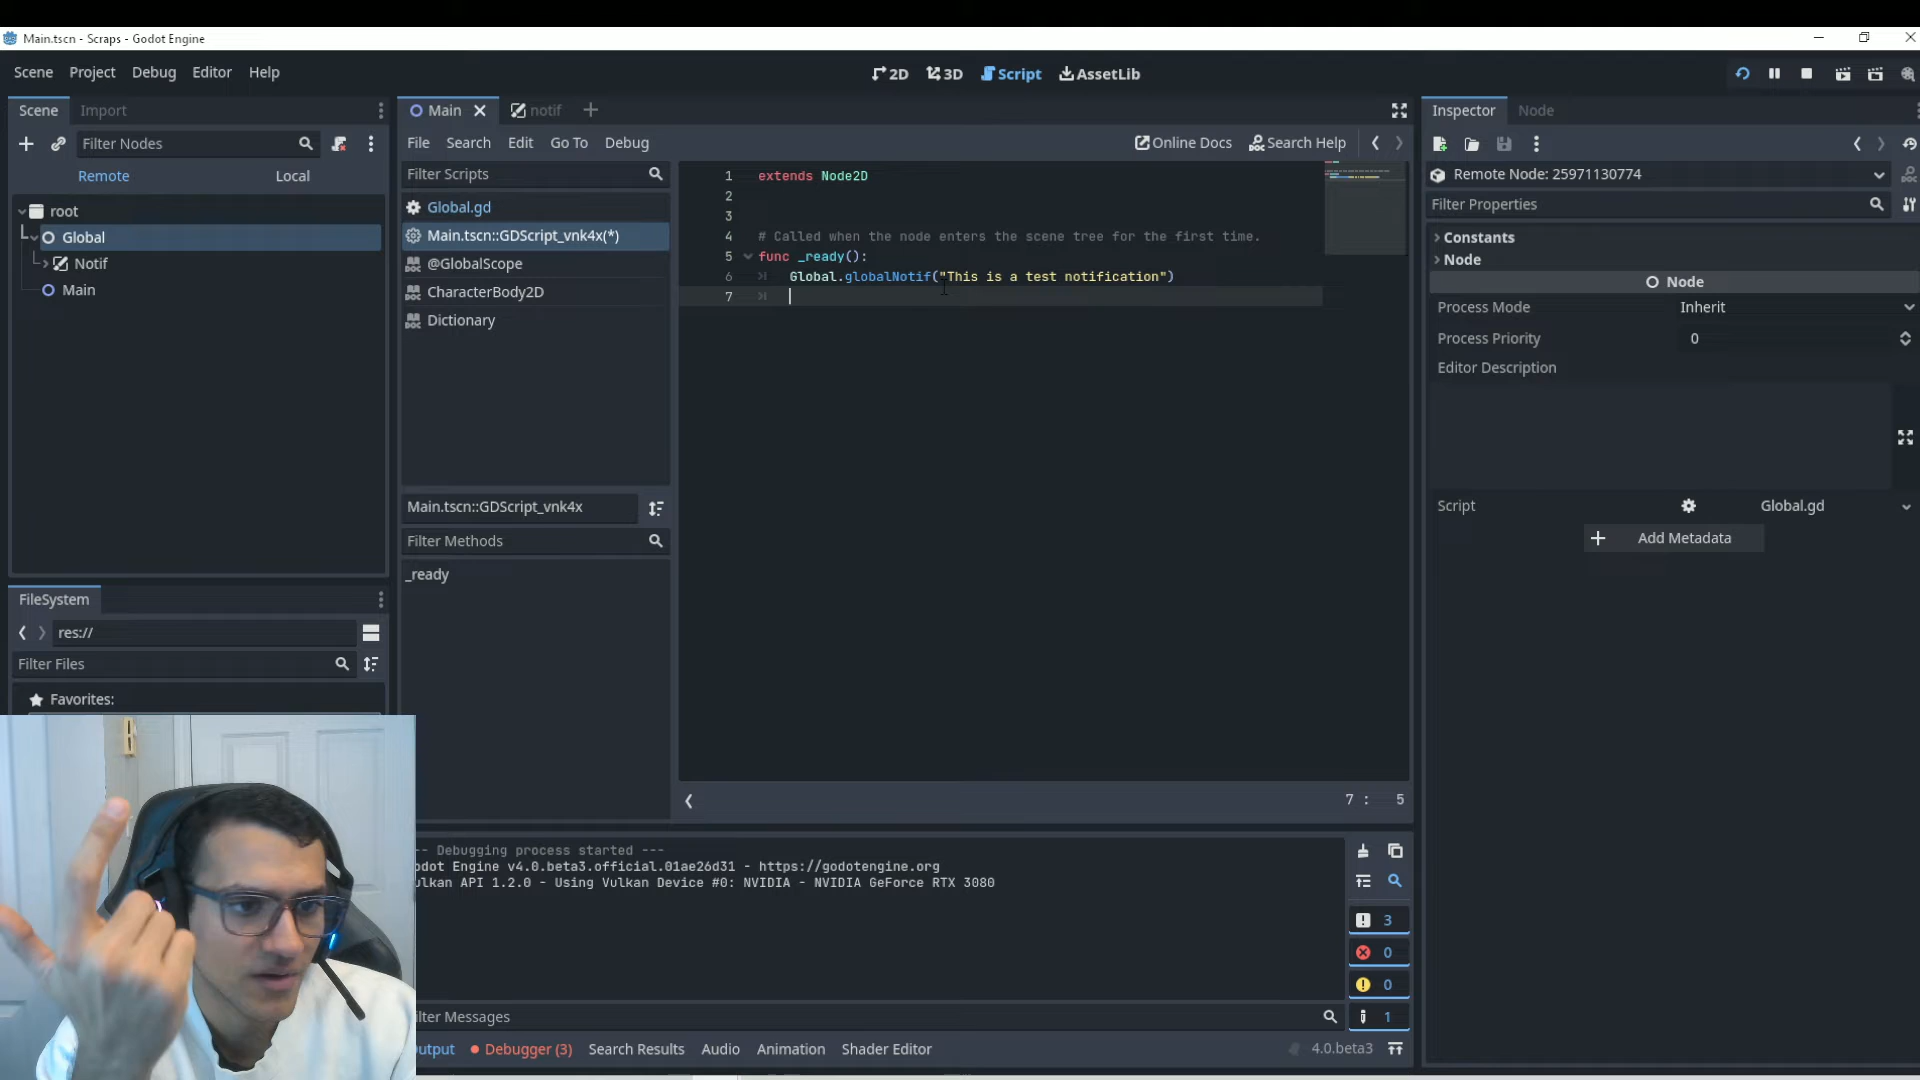 Main.tscn - Scraps - Godot Engine
Scene Project Debug Editor Help
2D 3D Script AssetLib
Scene Import
Filter Nodes
Remote Local
root
Global
Notif
Main
FileSystem
res://
Filter Files
Favorites:
Main notif
File Search Edit Go To Debug
Online Docs Search Help
Filter Scripts
Global.gd
Main.tscn::GDScript_vnk4x(*)
@GlobalScope
CharacterBody2D
Dictionary
Main.tscn::GDScript_vnk4x
Filter Methods
_ready
1 extends Node2D
2
3
4 # Called when the node enters the scene tree for the first time.
5 func _ready():
6 Global.globalNotif("This is a test notification")
7
7 : 5
-- Debugging process started ---
odot Engine v4.0.beta3.official.01ae26d31 - https://godotengine.org
ulkan API 1.2.0 - Using Vulkan Device #0: NVIDIA - NVIDIA GeForce RTX 3080
3
0
0
1
ilter Messages
utput Debugger (3) Search Results Audio Animation Shader Editor
4.0.beta3
Inspector Node
Remote Node: 25971130774
Filter Properties
Constants
Node
Node
Process Mode Inherit
Process Priority 0
Editor Description
Script Global.gd
Add Metadata